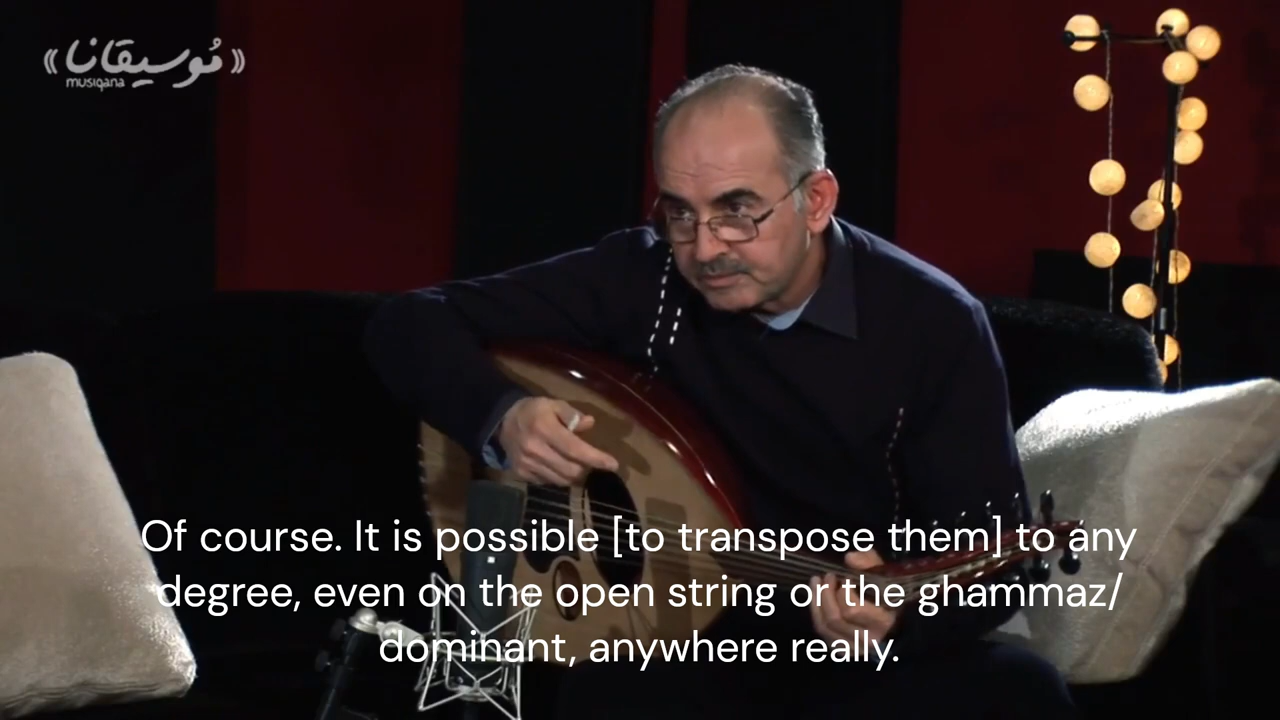 « مُوسيقانا »
musiqana
Of course. It is possible [to transpose them] to any
degree, even on the open string or the ghammaz/
dominant, anywhere really.